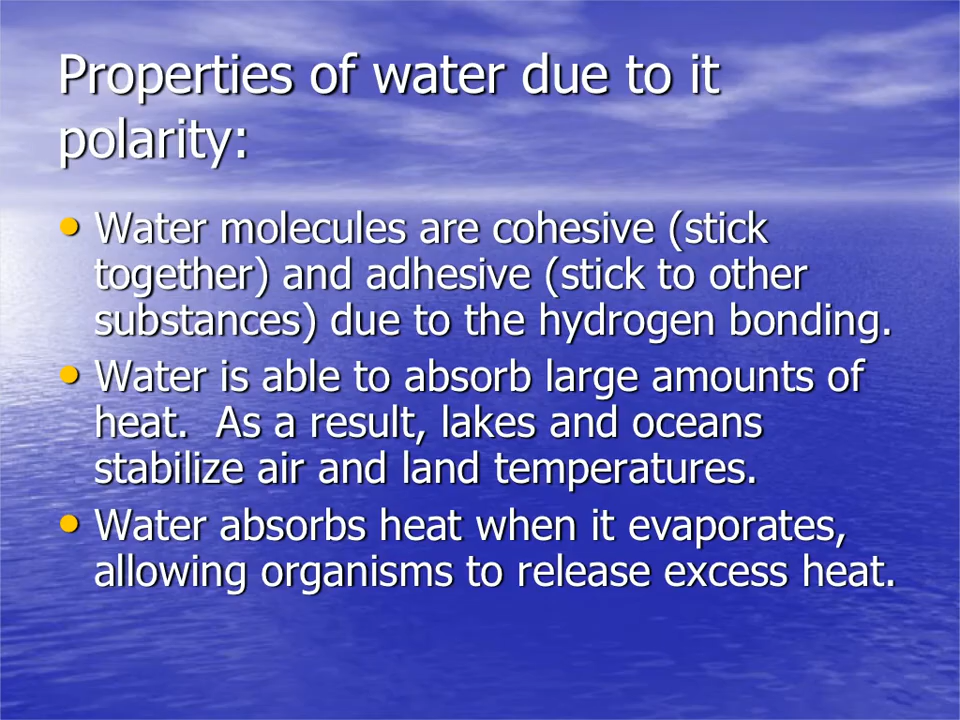 Properties of water due to it
polarity:
• Water molecules are cohesive (stick
together) and adhesive (stick to other
substances) due to the hydrogen bonding.
• Water is able to absorb large amounts of
heat.  As a result, lakes and oceans
stabilize air and land temperatures.
• Water absorbs heat when it evaporates,
allowing organisms to release excess heat.